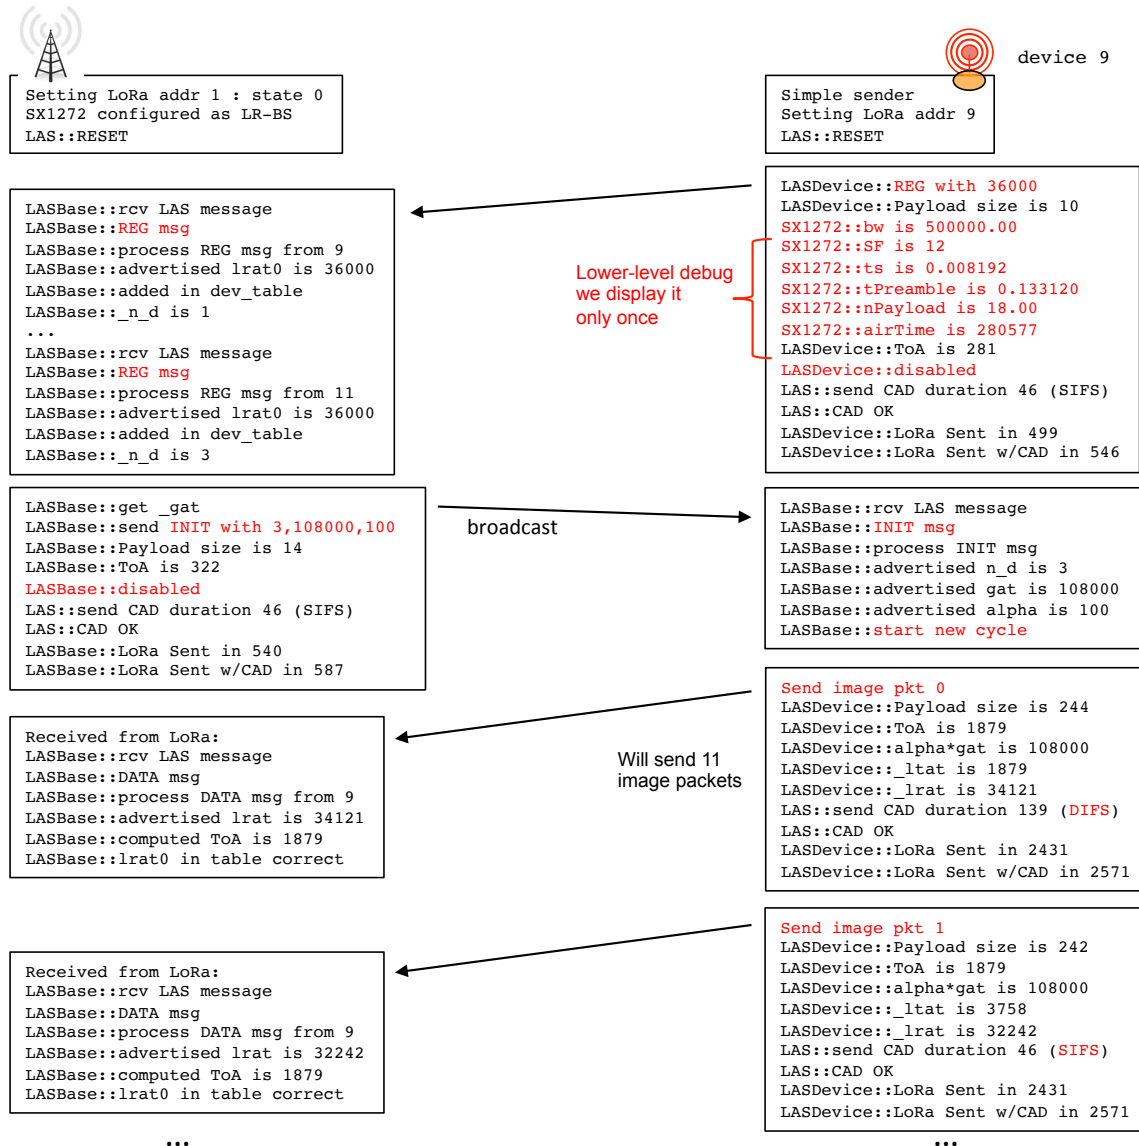 device 9
Setting LoRa addr 1 : state 0
SX1272 configured as LR-BS
LAS::RESET
Simple sender
Setting LoRa addr 9
LAS::RESET
LASDevice::REG with 36000
LASDevice::Payload size is 10
SX1272::bw is 500000.00
SX1272::SF is 12
SX1272::ts is 0.008192
SX1272::tPreamble is 0.133120
SX1272::nPayload is 18.00
SX1272::airTime is 280577
LASDevice::ToA is 281
LASDevice::disabled
LAS::send CAD duration 46 (SIFS)
LAS::CAD OK
LASDevice::LoRa Sent in 499
LASDevice::LoRa Sent w/CAD in 546
Lower-level debug
we display it
only once
LASBase::rcv LAS message
LASBase::REG msg
LASBase::process REG msg from 9
LASBase::advertised lrat0 is 36000
LASBase::added in dev_table
LASBase::_n_d is 1
...
LASBase::rcv LAS message
LASBase::REG msg
LASBase::process REG msg from 11
LASBase::advertised lrat0 is 36000
LASBase::added in dev_table
LASBase::_n_d is 3
LASBase::get _gat
LASBase::send INIT with 3,108000,100
LASBase::Payload size is 14
LASBase::ToA is 322
LASBase::disabled
LAS::send CAD duration 46 (SIFS)
LAS::CAD OK
LASBase::LoRa Sent in 540
LASBase::LoRa Sent w/CAD in 587
broadcast
LASBase::rcv LAS message
LASBase::INIT msg
LASBase::process INIT msg
LASBase::advertised n_d is 3
LASBase::advertised gat is 108000
LASBase::advertised alpha is 100
LASBase::start new cycle
Send image pkt 0
LASDevice::Payload size is 244
LASDevice::ToA is 1879
LASDevice::alpha*gat is 108000
LASDevice::_ltat is 1879
LASDevice::_lrat is 34121
LAS::send CAD duration 139 (DIFS)
LAS::CAD OK
LASDevice::LoRa Sent in 2431
LASDevice::LoRa Sent w/CAD in 2571
Will send 11
image packets
Received from LoRa:
LASBase::rcv LAS message
LASBase::DATA msg
LASBase::process DATA msg from 9
LASBase::advertised lrat is 34121
LASBase::computed ToA is 1879
LASBase::lrat0 in table correct
Send image pkt 1
LASDevice::Payload size is 242
LASDevice::ToA is 1879
LASDevice::alpha*gat is 108000
LASDevice::_ltat is 3758
LASDevice::_lrat is 32242
LAS::send CAD duration 46 (SIFS)
LAS::CAD OK
LASDevice::LoRa Sent in 2431
LASDevice::LoRa Sent w/CAD in 2571
Received from LoRa:
LASBase::rcv LAS message
LASBase::DATA msg
LASBase::process DATA msg from 9
LASBase::advertised lrat is 32242
LASBase::computed ToA is 1879
LASBase::lrat0 in table correct
...
...